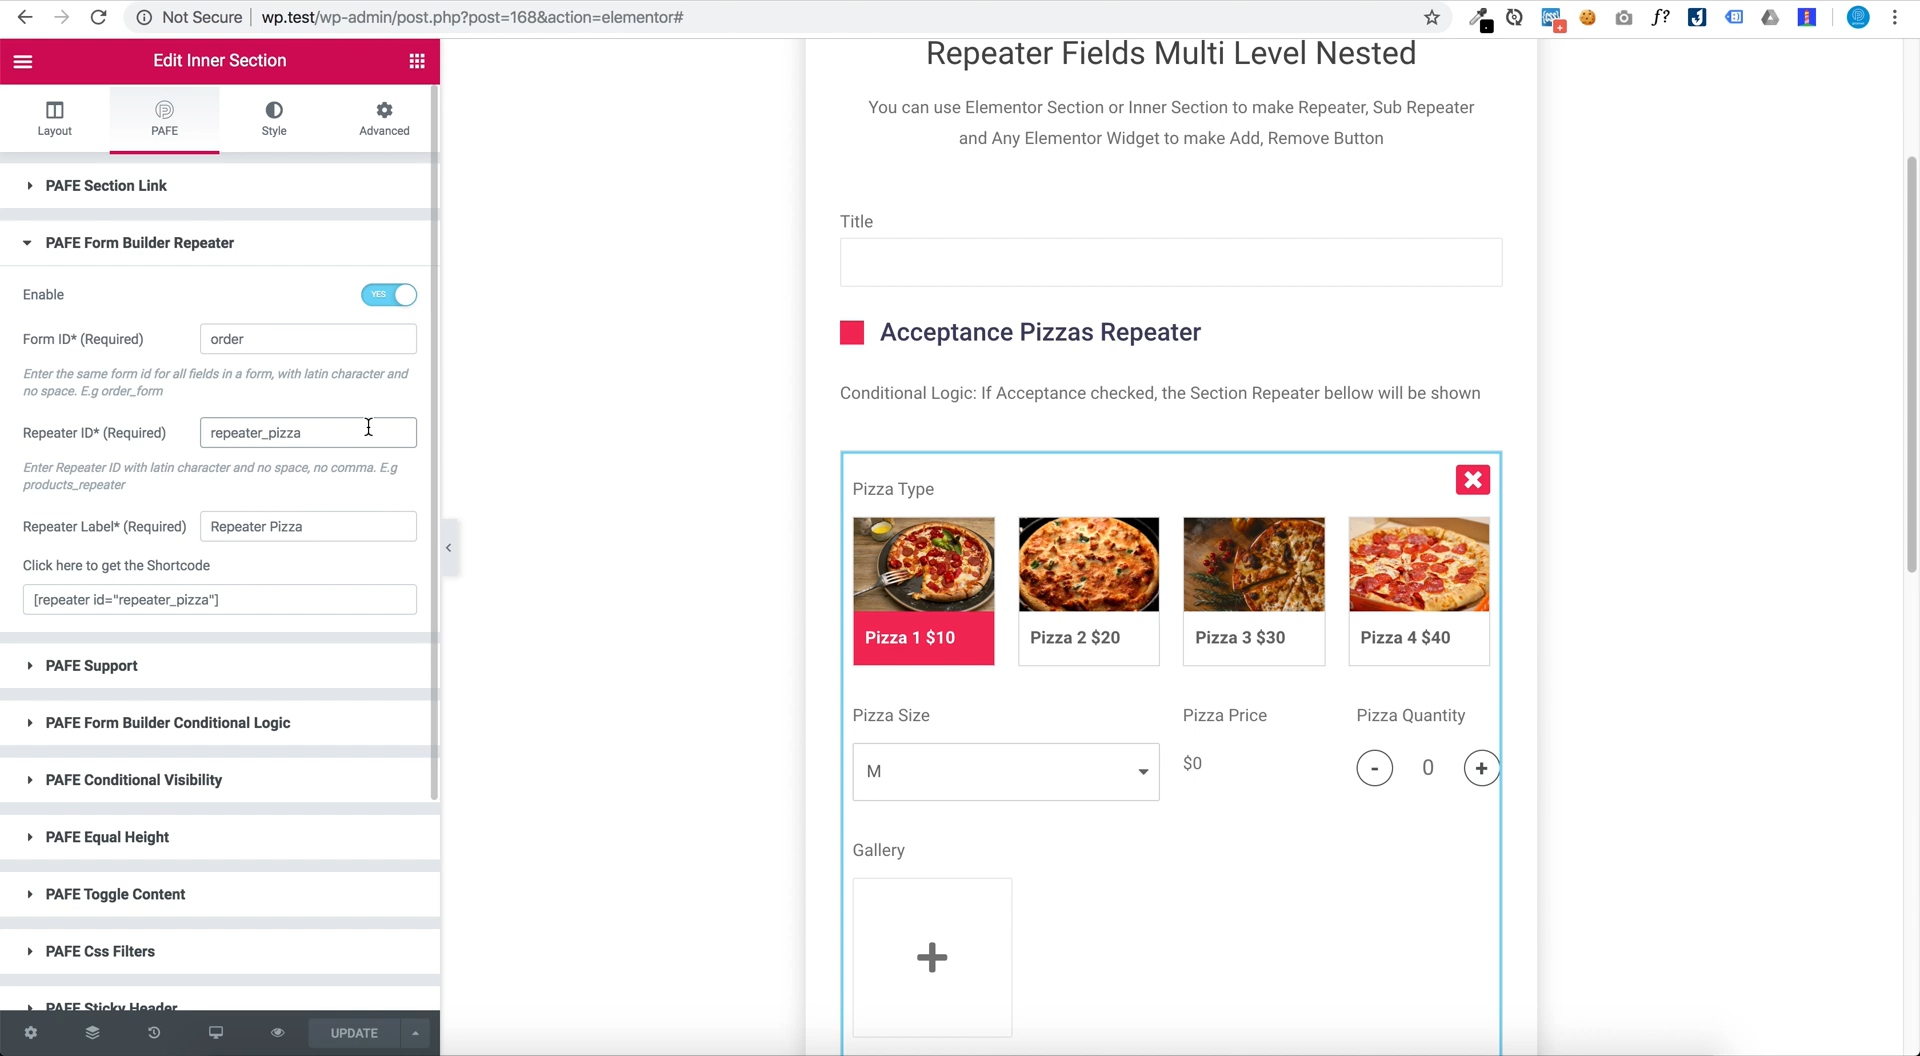 Not Secure
wp.test/wp-admin/post.php?post=168&action=elementor#
Edit Inner Section
Layout
PAFE
Style
Advanced
PAFE Section Link
PAFE Form Builder Repeater
Enable
YES
Form ID* (Required)
order
Enter the same form id for all fields in a form, with latin character and
no space. E.g order_form
Repeater ID* (Required)
repeater_pizza
Enter Repeater ID with latin character and no space, no comma. E.g
products_repeater
Repeater Label* (Required)
Repeater Pizza
Click here to get the Shortcode
[repeater id="repeater_pizza"]
PAFE Support
PAFE Form Builder Conditional Logic
PAFE Conditional Visibility
PAFE Equal Height
PAFE Toggle Content
PAFE Css Filters
PAFE Sticky Header
UPDATE
Repeater Fields Multi Level Nested
You can use Elementor Section or Inner Section to make Repeater, Sub Repeater
and Any Elementor Widget to make Add, Remove Button
Title
Acceptance Pizzas Repeater
Conditional Logic: If Acceptance checked, the Section Repeater bellow will be shown
Pizza Type
Pizza 1 $10
Pizza 2 $20
Pizza 3 $30
Pizza 4 $40
Pizza Size
Pizza Price
Pizza Quantity
M
$0
- 0 +
Gallery
+